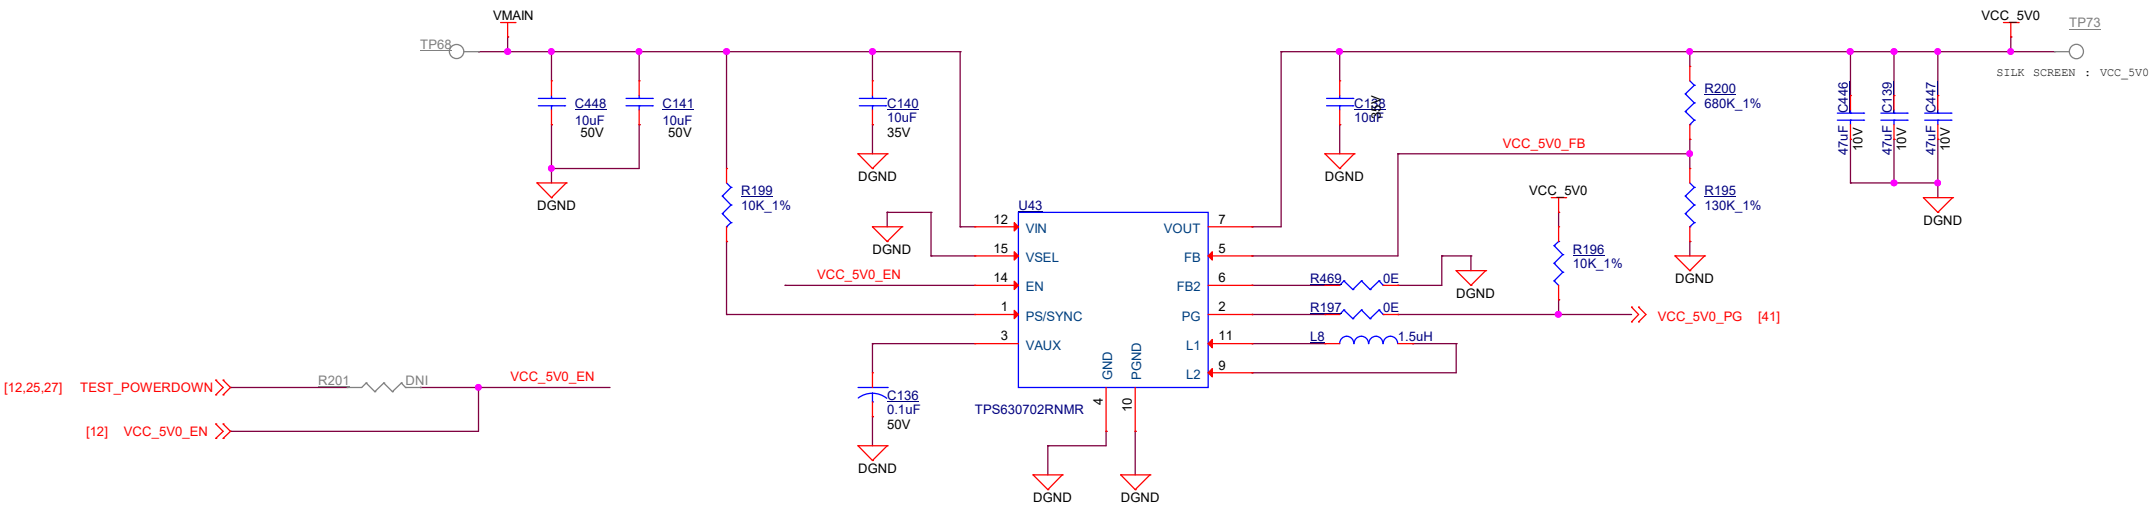 VMAIN
TP68
VCC_5V0
TP73
SILK SCREEN : VCC_5V0
C448
10uF
50V
C141
10uF
50V
C140
10uF
35V
DGND
DGND
R199
10K_1%
C138
10uF
35V
DGND
R200
680K_1%
VCC_5V0_FB
R195
130K_1%
DGND
C446
47uF
10V
C139
47uF
10V
C447
47uF
10V
DGND
VCC_5V0
R196
10K_1%
U43
DGND
12 VIN
15 VSEL
VCC_5V0_EN
14 EN
1 PS/SYNC
3 VAUX
VOUT 7
FB 5
FB2 6
PG 2
L1 11
L2 9
GND
4
PGND
10
TPS630702RNMR
R469 0E
DGND
R197 0E
VCC_5V0_PG [41]
L8 1.5uH
C136
0.1uF
50V
DGND
DGND
DGND
[12,25,27] TEST_POWERDOWN
R201 DNI
VCC_5V0_EN
[12] VCC_5V0_EN